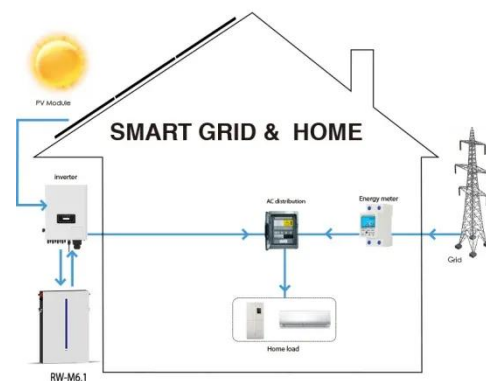 PV Module
SMART GRID & HOME
inverter
AC distribution
Energy meter
Grid
Home load
RW-M6.1